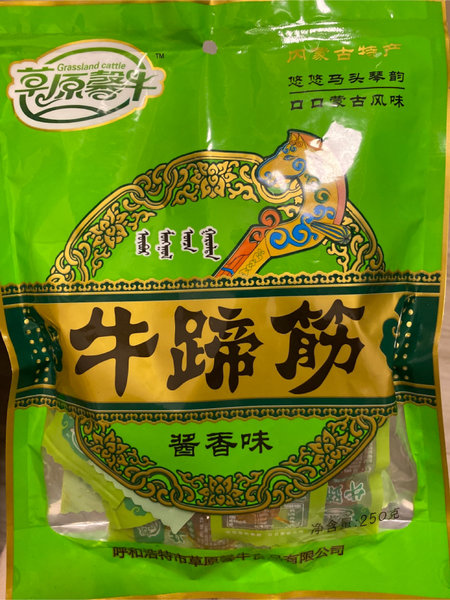 Grassland cattle
草原馨牛
TM
内蒙古特产
悠悠马头琴韵
口口蒙古风味
牛蹄筋
酱香味
净含量:250克
呼和浩特市草原馨牛食品有限公司